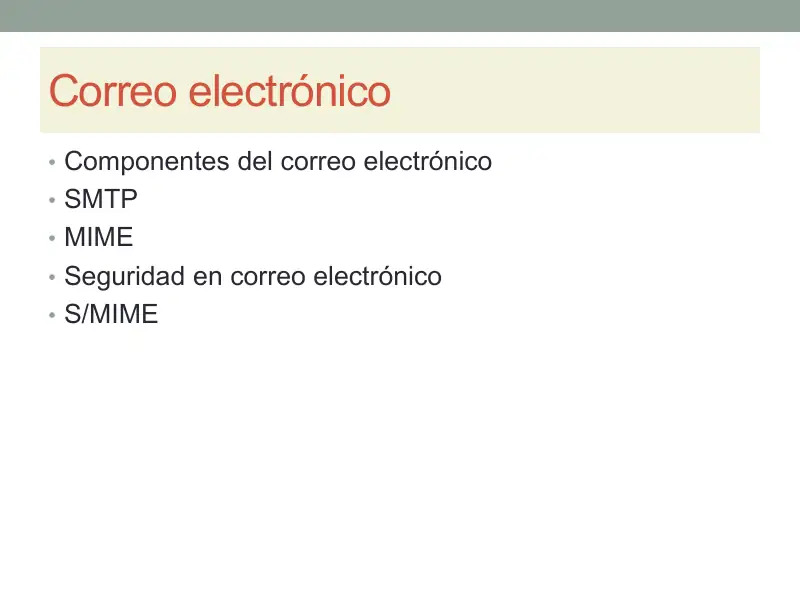 Correo electrónico
• Componentes del correo electrónico
• SMTP
• MIME
• Seguridad en correo electrónico
• S/MIME